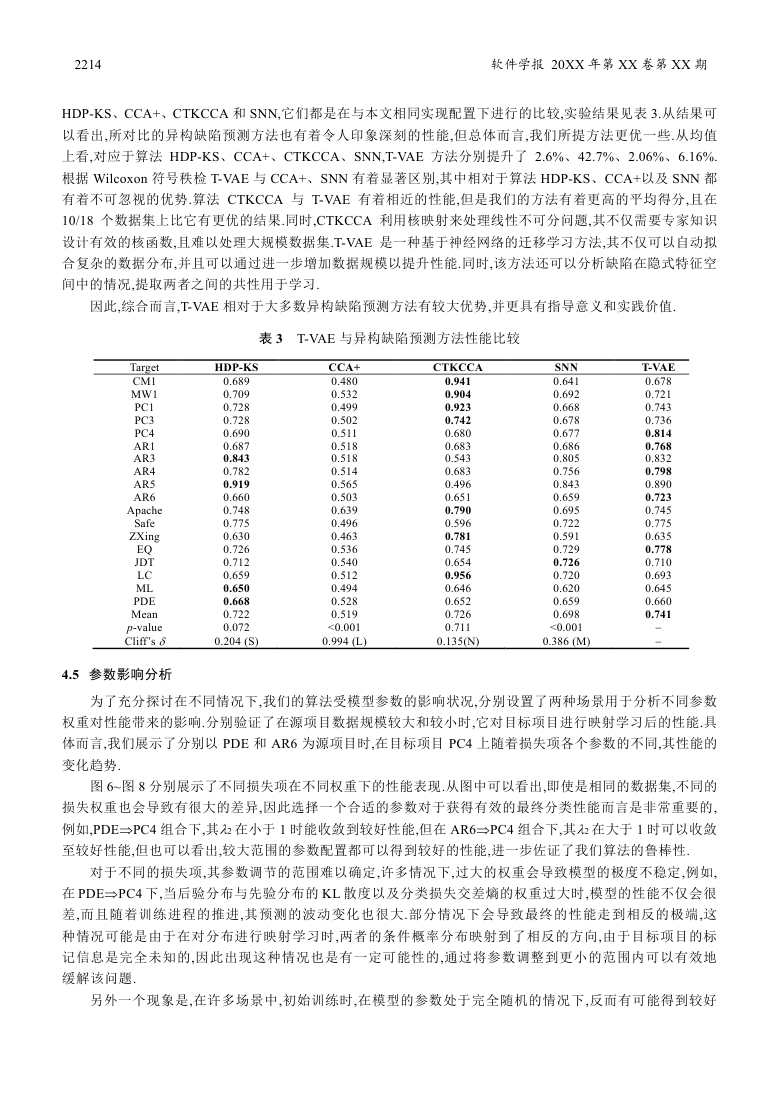 2214 软件学报 20XX 年第 XX 卷第 XX 期
HDP-KS、CCA+、CTKCCA 和 SNN,它们都是在与本文相同实现配置下进行的比较,实验结果见表 3.从结果可
以看出,所对比的异构缺陷预测方法也有着令人印象深刻的性能,但总体而言,我们所提方法更优一些.从均值
上看,对应于算法 HDP-KS、CCA+、CTKCCA、SNN,T-VAE 方法分别提升了 2.6%、42.7%、2.06%、6.16%.
根据 Wilcoxon 符号秩检 T-VAE 与 CCA+、SNN 有着显著区别,其中相对于算法 HDP-KS、CCA+以及 SNN 都
有着不可忽视的优势.算法 CTKCCA 与 T-VAE 有着相近的性能,但是我们的方法有着更高的平均得分,且在
10/18 个数据集上比它有更优的结果.同时,CTKCCA 利用核映射来处理线性不可分问题,其不仅需要专家知识
设计有效的核函数,且难以处理大规模数据集.T-VAE 是一种基于神经网络的迁移学习方法,其不仅可以自动拟
合复杂的数据分布,并且可以通过进一步增加数据规模以提升性能.同时,该方法还可以分析缺陷在隐式特征空
间中的情况,提取两者之间的共性用于学习.
因此,综合而言,T-VAE 相对于大多数异构缺陷预测方法有较大优势,并更具有指导意义和实践价值.
表 3 T-VAE 与异构缺陷预测方法性能比较
Target HDP-KS CCA+ CTKCCA SNN T-VAE
CM1 0.689 0.480 0.941 0.641 0.678
MW1 0.709 0.532 0.904 0.692 0.721
PC1 0.728 0.499 0.923 0.668 0.743
PC3 0.728 0.502 0.742 0.678 0.736
PC4 0.690 0.511 0.680 0.677 0.814
AR1 0.687 0.518 0.683 0.686 0.768
AR3 0.843 0.518 0.543 0.805 0.832
AR4 0.782 0.514 0.683 0.756 0.798
AR5 0.919 0.565 0.496 0.843 0.890
AR6 0.660 0.503 0.651 0.659 0.723
Apache 0.748 0.639 0.790 0.695 0.745
Safe 0.775 0.496 0.596 0.722 0.775
ZXing 0.630 0.463 0.781 0.591 0.635
EQ 0.726 0.536 0.745 0.729 0.778
JDT 0.712 0.540 0.654 0.726 0.710
LC 0.659 0.512 0.956 0.720 0.693
ML 0.650 0.494 0.646 0.620 0.645
PDE 0.668 0.528 0.652 0.659 0.660
Mean 0.722 0.519 0.726 0.698 0.741
p-value 0.072 <0.001 0.711 <0.001 –
Cliff's δ 0.204 (S) 0.994 (L) 0.135(N) 0.386 (M) –
4.5 参数影响分析
为了充分探讨在不同情况下,我们的算法受模型参数的影响状况,分别设置了两种场景用于分析不同参数
权重对性能带来的影响.分别验证了在源项目数据规模较大和较小时,它对目标项目进行映射学习后的性能.具
体而言,我们展示了分别以 PDE 和 AR6 为源项目时,在目标项目 PC4 上随着损失项各个参数的不同,其性能的
变化趋势.
图 6~图 8 分别展示了不同损失项在不同权重下的性能表现.从图中可以看出,即使是相同的数据集,不同的
损失权重也会导致有很大的差异,因此选择一个合适的参数对于获得有效的最终分类性能而言是非常重要的,
例如,PDE⇒PC4 组合下,其λ2 在小于 1 时能收敛到较好性能,但在 AR6⇒PC4 组合下,其λ2 在大于 1 时可以收敛
至较好性能,但也可以看出,较大范围的参数配置都可以得到较好的性能,进一步佐证了我们算法的鲁棒性.
对于不同的损失项,其参数调节的范围难以确定,许多情况下,过大的权重会导致模型的极度不稳定,例如,
在 PDE⇒PC4 下,当后验分布与先验分布的 KL 散度以及分类损失交差熵的权重过大时,模型的性能不仅会很
差,而且随着训练进程的推进,其预测的波动变化也很大.部分情况下会导致最终的性能走到相反的极端,这
种情况可能是由于在对分布进行映射学习时,两者的条件概率分布映射到了相反的方向,由于目标项目的标
记信息是完全未知的,因此出现这种情况也是有一定可能性的,通过将参数调整到更小的范围内可以有效地
缓解该问题.
另外一个现象是,在许多场景中,初始训练时,在模型的参数处于完全随机的情况下,反而有可能得到较好